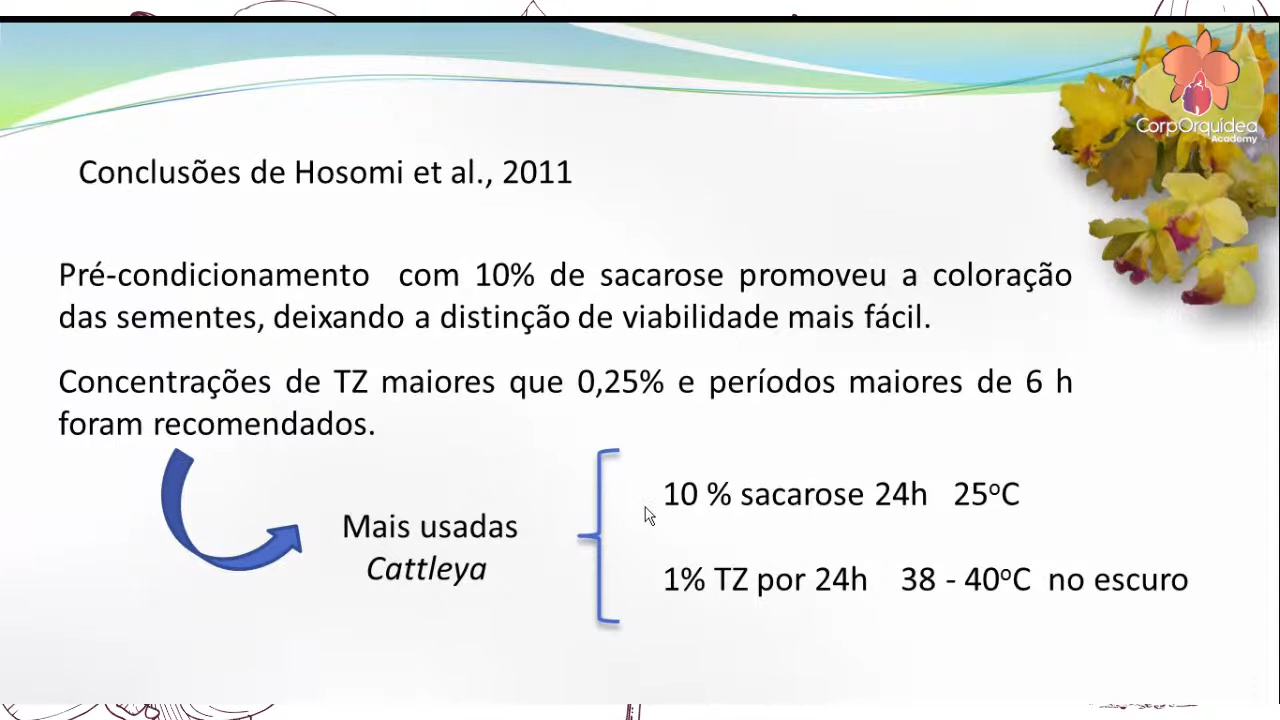 CorpOrquídea
Academy
Conclusões de Hosomi et al., 2011
Pré-condicionamento com 10% de sacarose promoveu a coloração
das sementes, deixando a distinção de viabilidade mais fácil.
Concentrações de TZ maiores que 0,25% e períodos maiores de 6 h
foram recomendados.
Mais usadas
Cattleya
10 % sacarose 24h 25ºC
1% TZ por 24h 38 - 40ºC no escuro